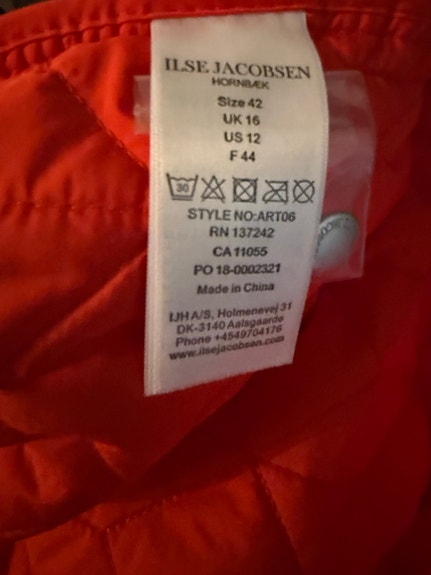 ILSE JACOBSEN
HORNBÆK
Size 42
UK 16
US 12
F 44
30
STYLE NO:ART06
RN 137242
CA 11055
PO 18-0002321
Made in China
IJH A/S, Holmenevej 31
DK-3140 Aalsgaarde
Phone +4549704176
www.ilsejacobsen.com